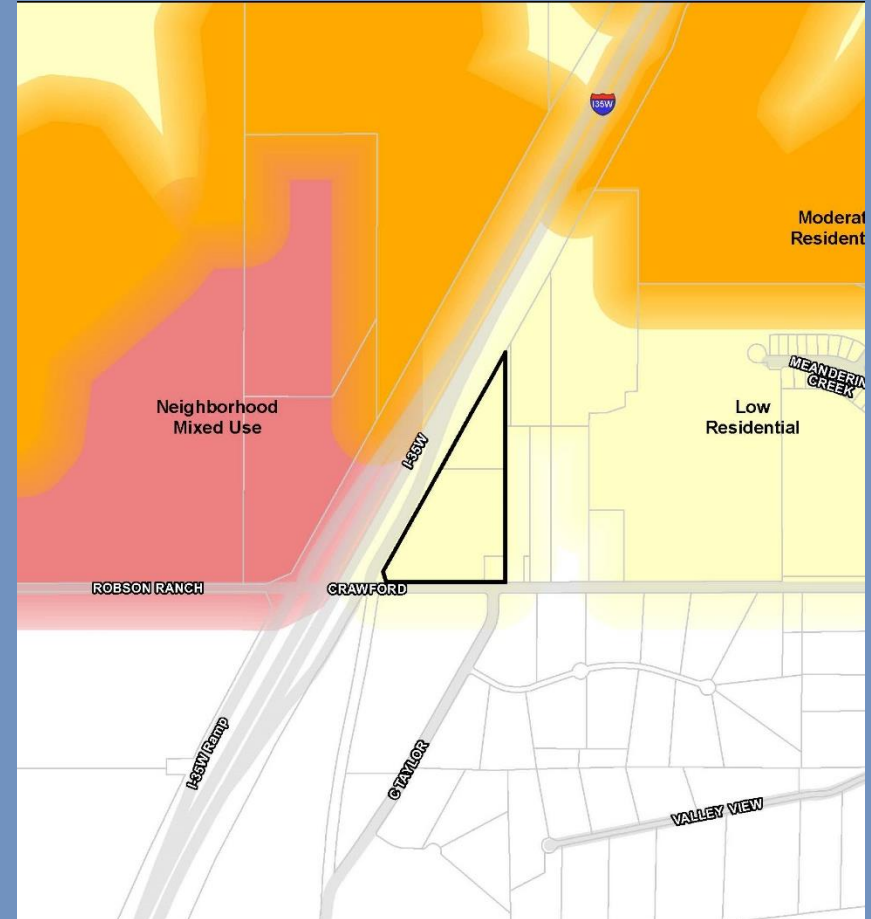 I35W
Moderat
Resident
MEANDERIN
CREEK
Neighborhood
Mixed Use
Low
Residential
I-35W
ROBSON RANCH
CRAWFORD
I-35W Ramp
C TAYLOR
VALLEY VIEW